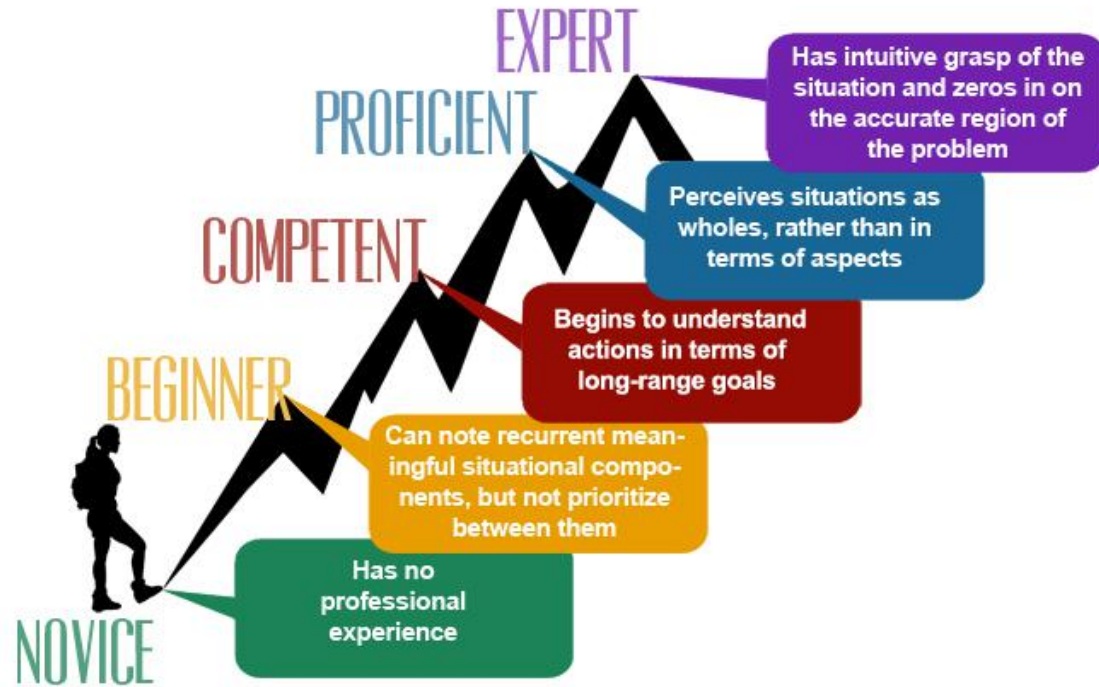 EXPERT
Has intuitive grasp of the
situation and zeros in on
the accurate region of
the problem
PROFICIENT
Perceives situations as
wholes, rather than in
terms of aspects
COMPETENT
Begins to understand
actions in terms of
long-range goals
BEGINNER
Can note recurrent mean-
ingful situational compo-
nents, but not prioritize
between them
NOVICE
Has no
professional
experience